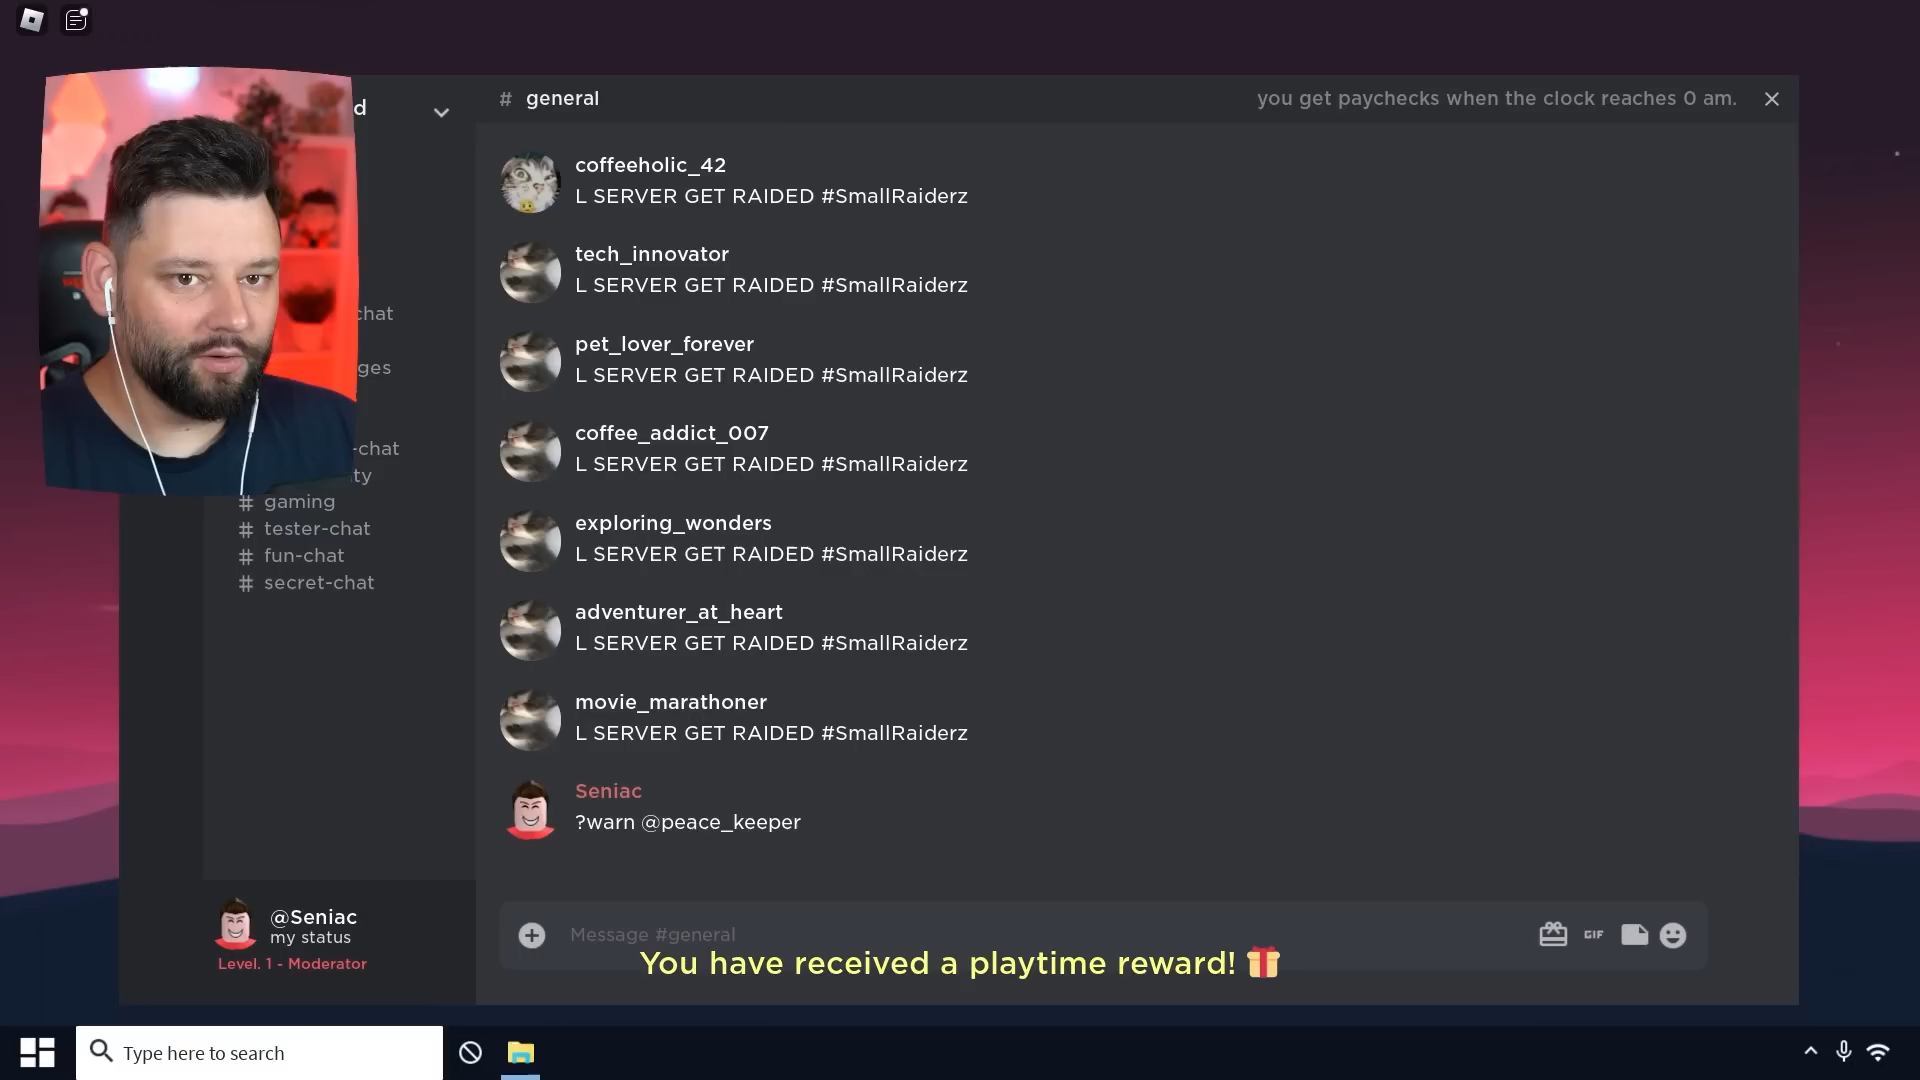 d
# general
you get paychecks when the clock reaches 0 am.
coffeeholic_42
L SERVER GET RAIDED #SmallRaiderz
tech_innovator
L SERVER GET RAIDED #SmallRaiderz
pet_lover_forever
L SERVER GET RAIDED #SmallRaiderz
coffee_addict_007
L SERVER GET RAIDED #SmallRaiderz
exploring_wonders
L SERVER GET RAIDED #SmallRaiderz
adventurer_at_heart
L SERVER GET RAIDED #SmallRaiderz
movie_marathoner
L SERVER GET RAIDED #SmallRaiderz
Seniac
?warn @peace_keeper
chat
ges
-chat
ty
# gaming
# tester-chat
# fun-chat
# secret-chat
@Seniac
my status
Level. 1 - Moderator
Message #general
GIF
You have received a playtime reward!
Type here to search